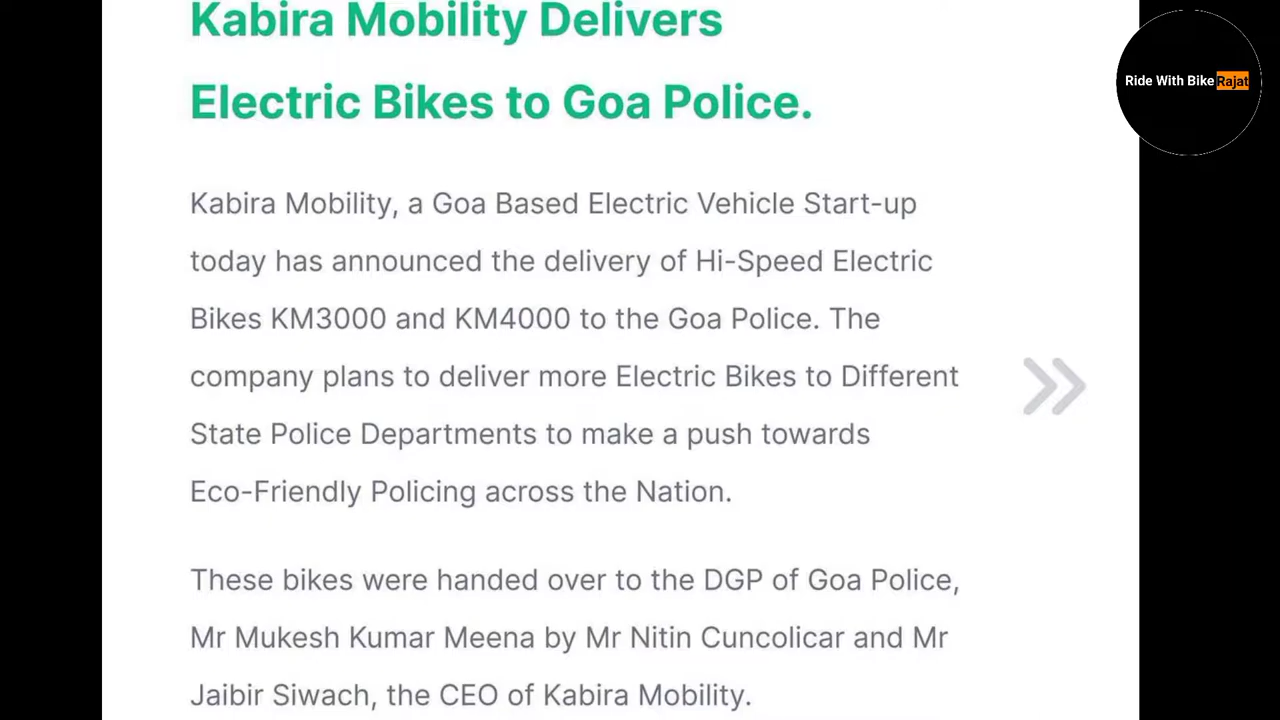 Kabira Mobility Delivers
Electric Bikes to Goa Police.
Ride With Bike Rajat
Kabira Mobility, a Goa Based Electric Vehicle Start-up
today has announced the delivery of Hi-Speed Electric
Bikes KM3000 and KM4000 to the Goa Police. The
company plans to deliver more Electric Bikes to Different
State Police Departments to make a push towards
Eco-Friendly Policing across the Nation.
These bikes were handed over to the DGP of Goa Police,
Mr Mukesh Kumar Meena by Mr Nitin Cuncolicar and Mr
Jaibir Siwach, the CEO of Kabira Mobility.